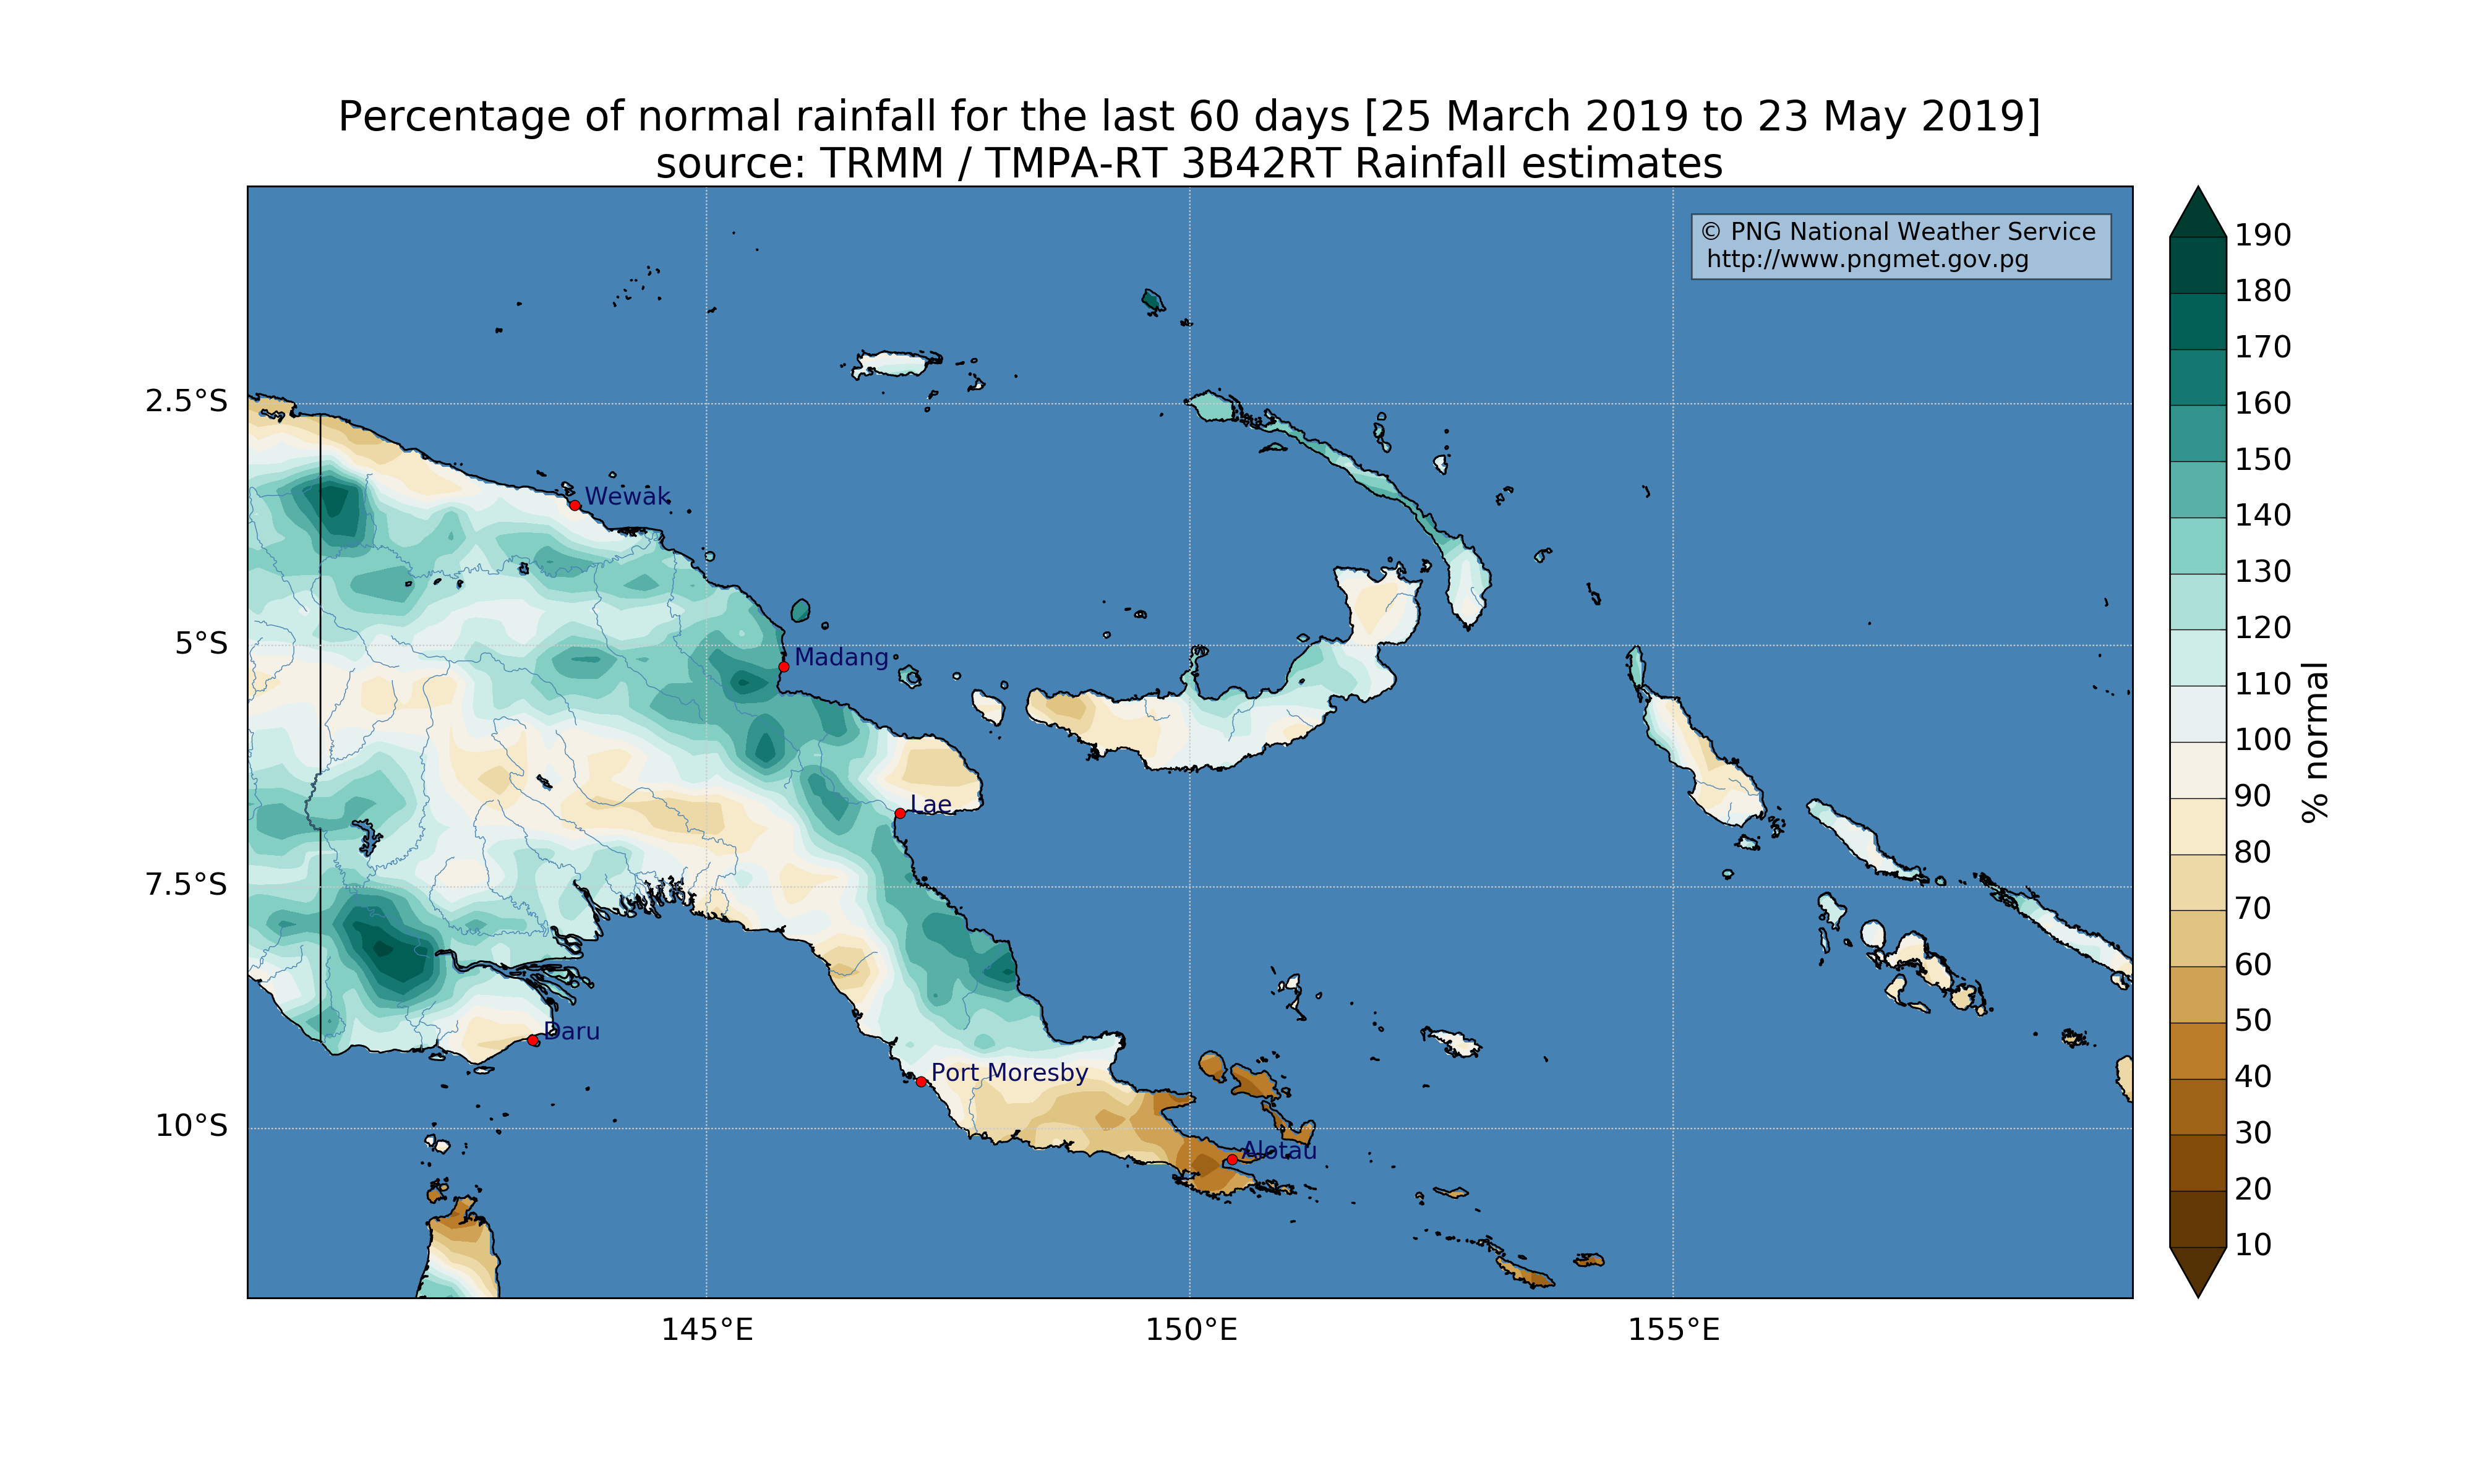 Percentage of normal rainfall for the last 60 days [25 March 2019 to 23 May 2019]
source: TRMM / TMPA-RT 3B42RT Rainfall estimates
© PNG National Weather Service
http://www.pngmet.gov.pg
2.5°S
5°S
7.5°S
10°S
145°E
150°E
155°E
Wewak
Madang
Lae
Daru
Port Moresby
Alotau
190
180
170
160
150
140
130
120
110
100
90
80
70
60
50
40
30
20
10
% normal